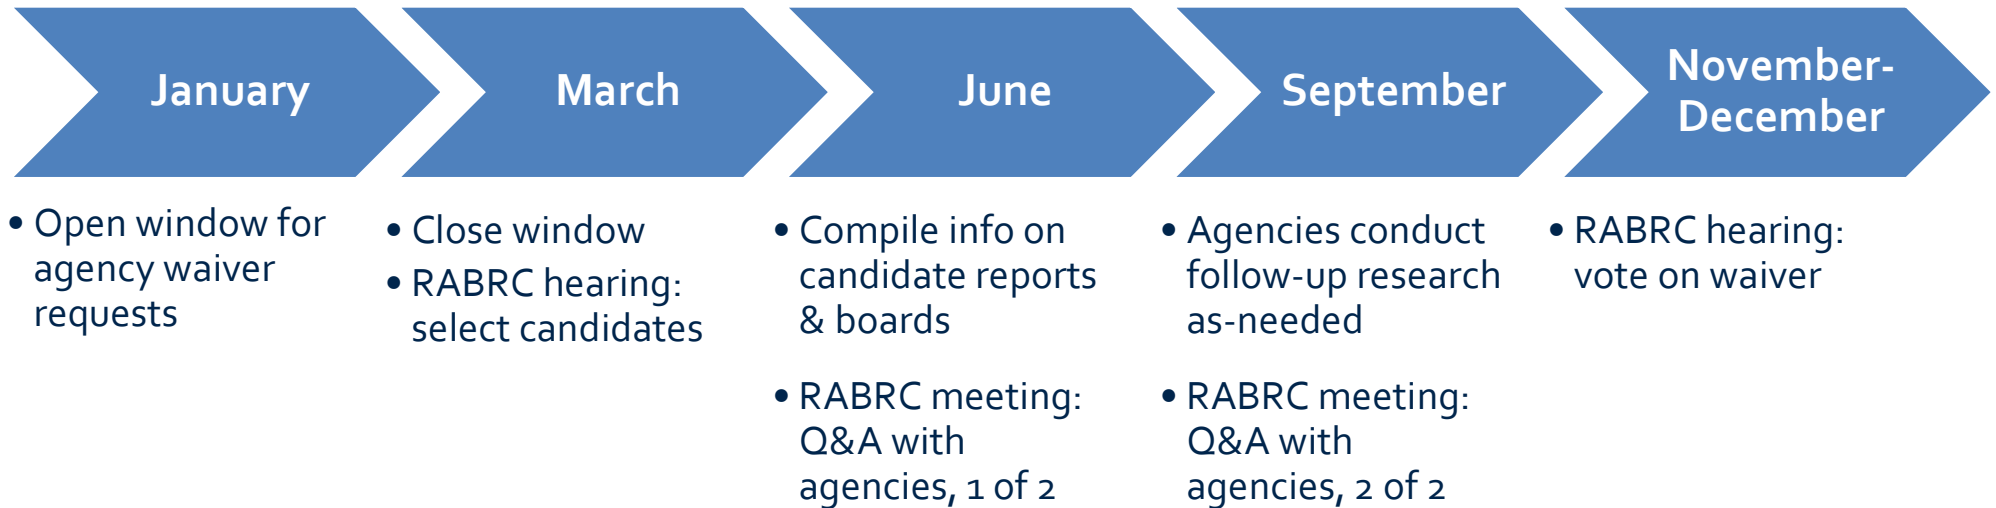 January
• Open window for
agency waiver
requests
March
• Close window
• RABRC hearing:
select candidates
June
• Compile info on
candidate reports
& boards
• RABRC meeting:
Q&A with
agencies, 1 of 2
September
• Agencies conduct
follow-up research
as-needed
• RABRC meeting:
Q&A with
agencies, 2 of 2
November-
December
• RABRC hearing:
vote on waiver